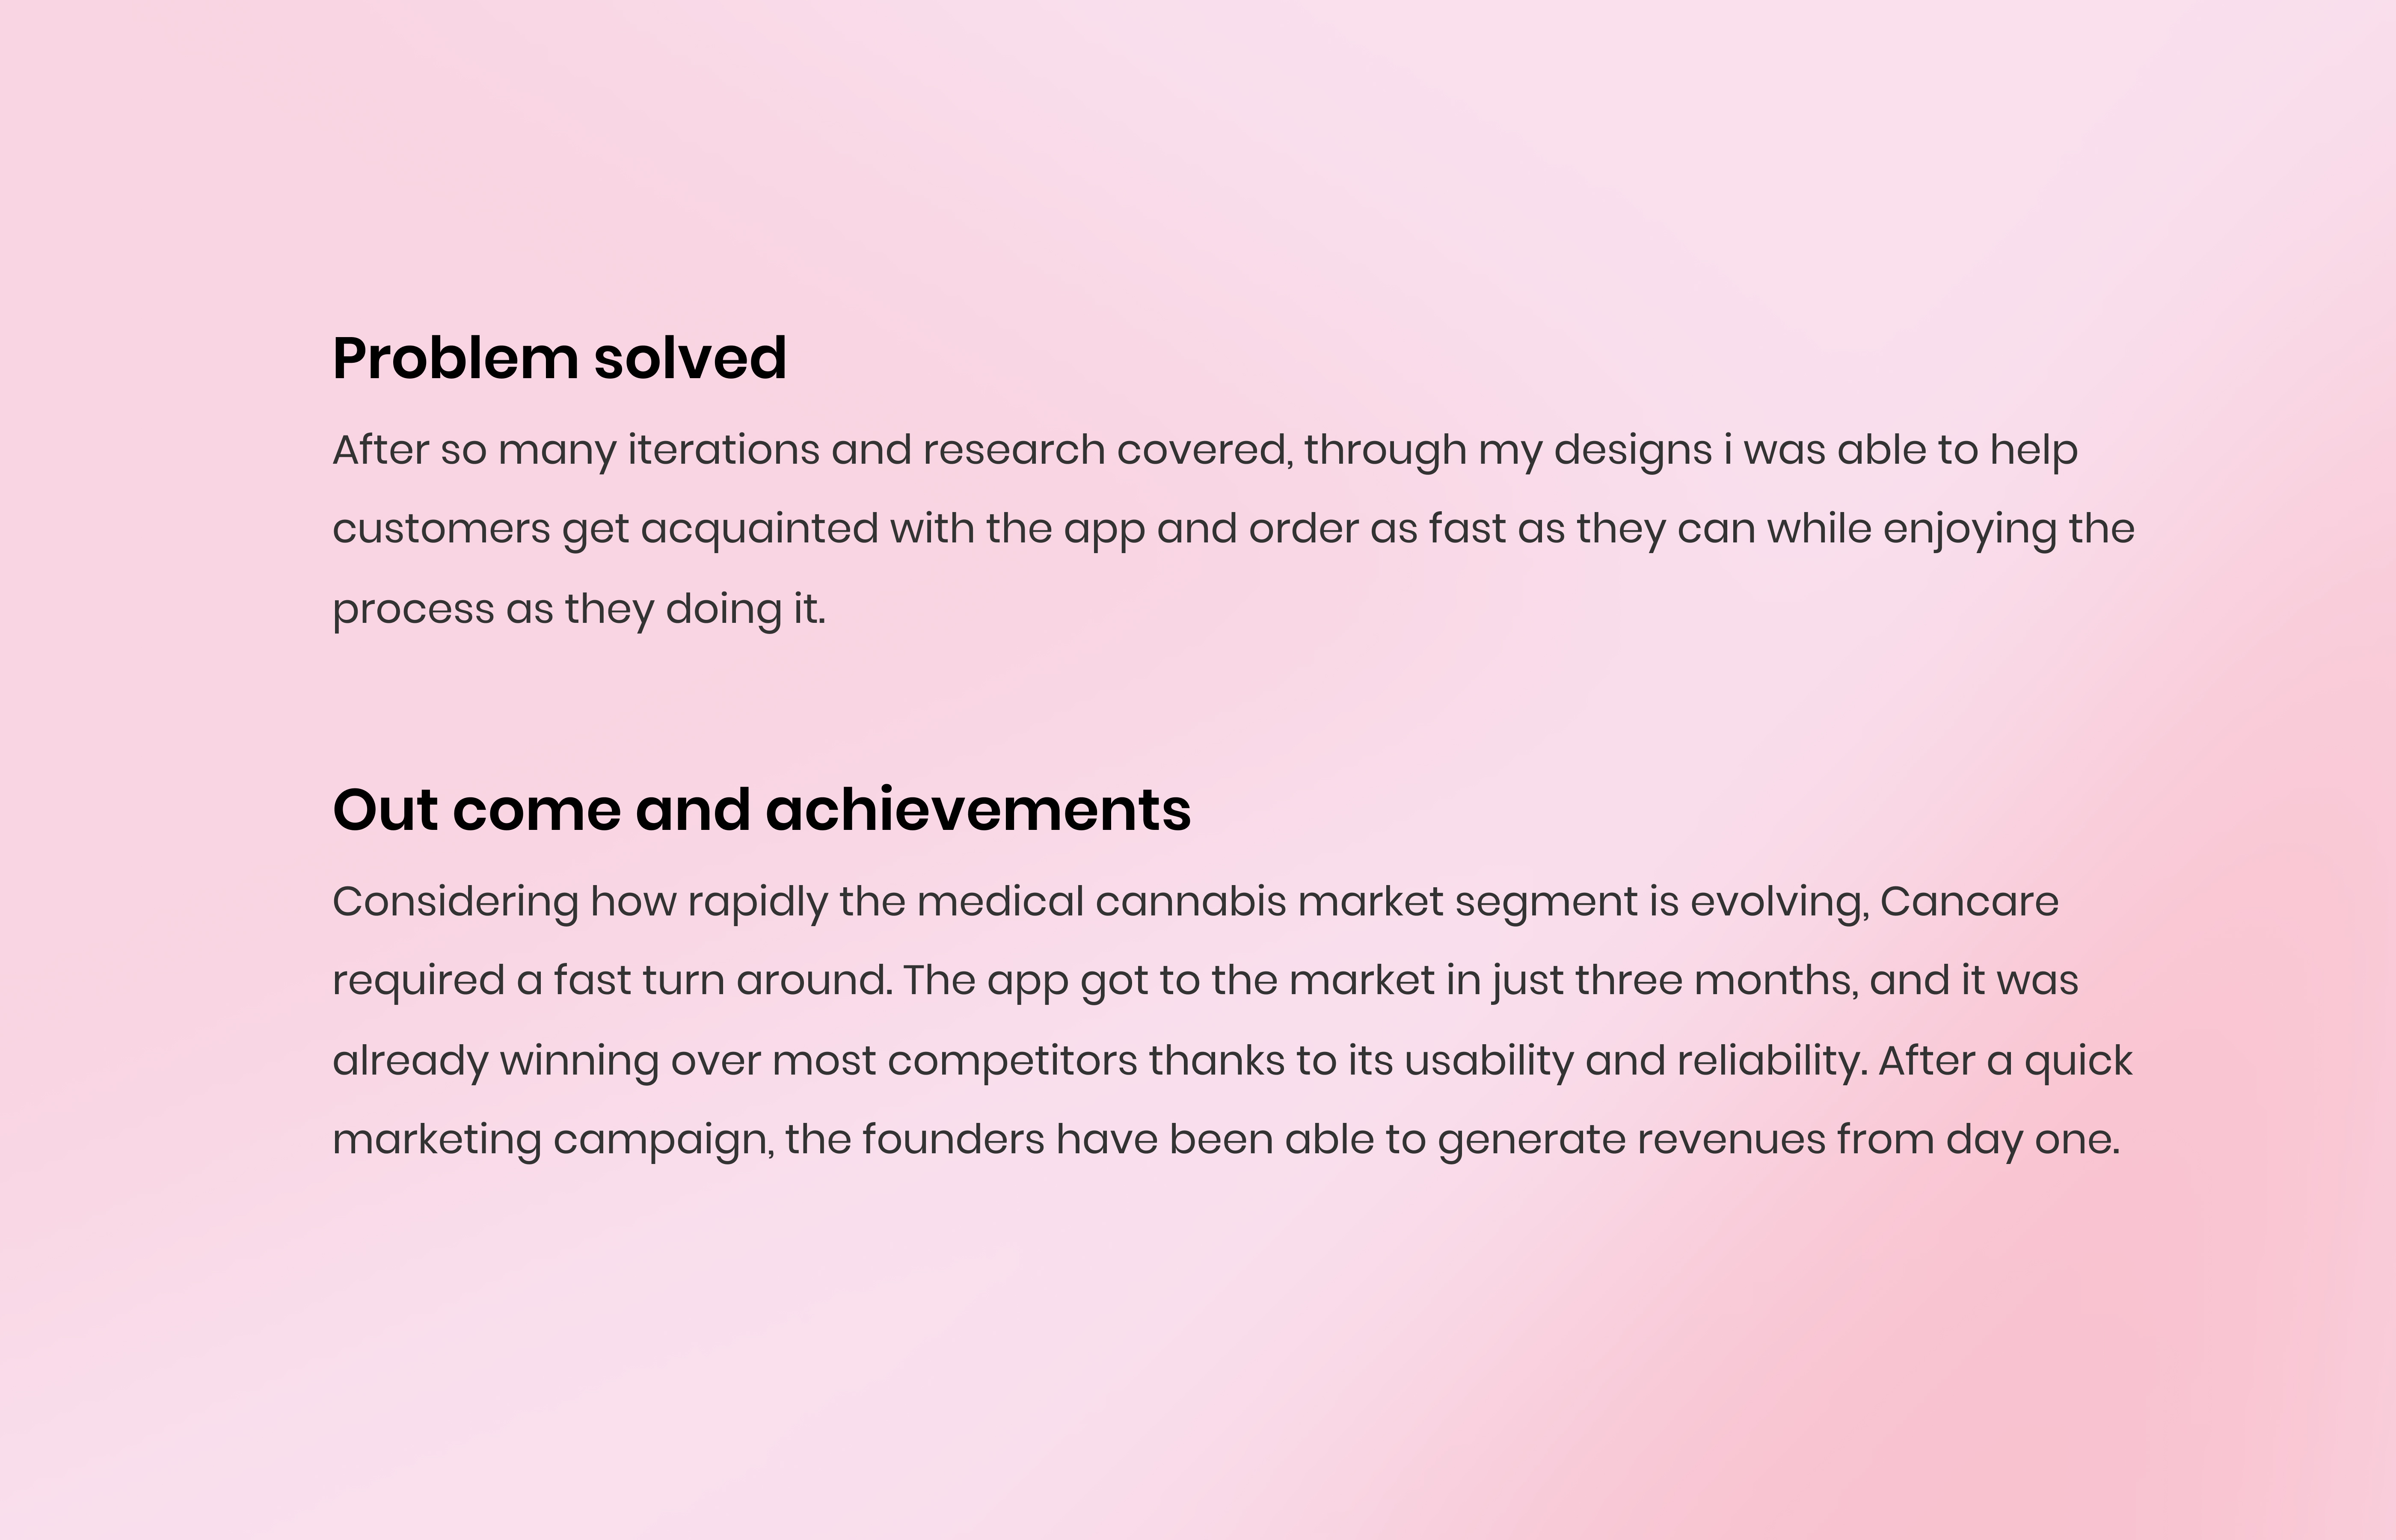 Problem solved
After so many iterations and research covered, through my designs i was able to help
customers get acquainted with the app and order as fast as they can while enjoying the
process as they doing it.
Out come and achievements
Considering how rapidly the medical cannabis market segment is evolving, Cancare
required a fast turn around. The app got to the market in just three months, and it was
already winning over most competitors thanks to its usability and reliability. After a quick
marketing campaign, the founders have been able to generate revenues from day one.